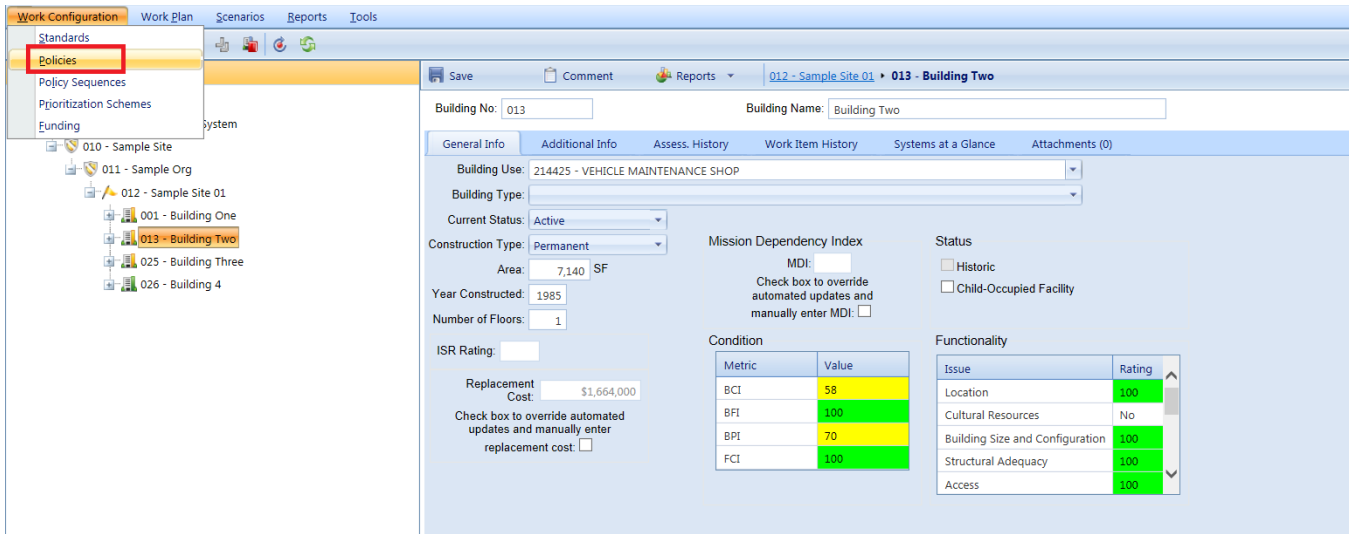 Work Configuration Work Plan Scenarios Reports Tools
Standards
Policies
Policy Sequences
Prioritization Schemes
Funding
System
010 - Sample Site
011 - Sample Org
012 - Sample Site 01
001 - Building One
013 - Building Two
025 - Building Three
026 - Building 4
Save Comment Reports 012 - Sample Site 01 013 - Building Two
Building No: 013 Building Name: Building Two
General Info Additional Info Assess. History Work Item History Systems at a Glance Attachments (0)
Building Use: 214425 - VEHICLE MAINTENANCE SHOP
Building Type:
Current Status: Active
Construction Type: Permanent
Area: 7,140 SF
Year Constructed: 1985
Number of Floors: 1
ISR Rating:
Replacement
Cost: $1,664,000
Check box to override automated
updates and manually enter
replacement cost:
Mission Dependency Index
MDI:
Check box to override
automated updates and
manually enter MDI:
Status
Historic
Child-Occupied Facility
Condition
Metric Value
BCI 58
BFI 100
BPI 70
FCI 100
Functionality
Issue Rating
Location 100
Cultural Resources No
Building Size and Configuration 100
Structural Adequacy 100
Access 100